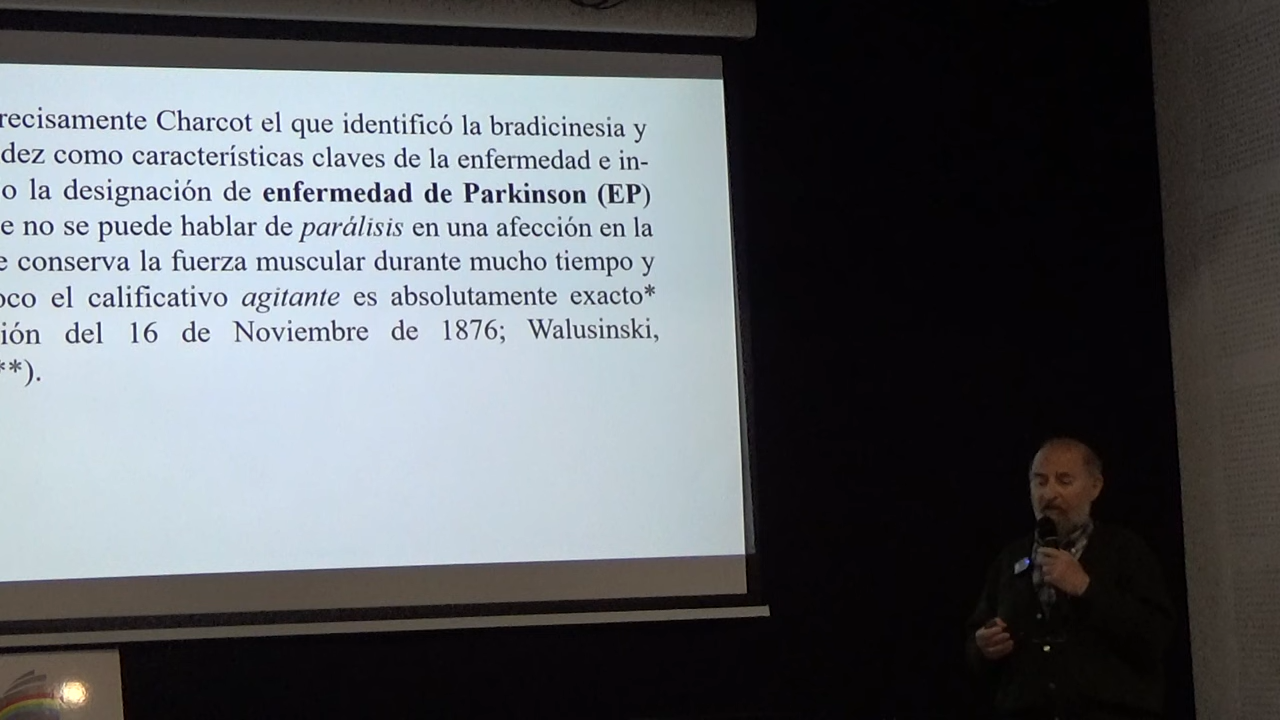 recisamente Charcot el que identificó la bradicinesia y
dez como características claves de la enfermedad e in-
o la designación de enfermedad de Parkinson (EP)
e no se puede hablar de parálisis en una afección en la
e conserva la fuerza muscular durante mucho tiempo y
oco el calificativo agitante es absolutamente exacto*
ión del 16 de Noviembre de 1876; Walusinski,
**).